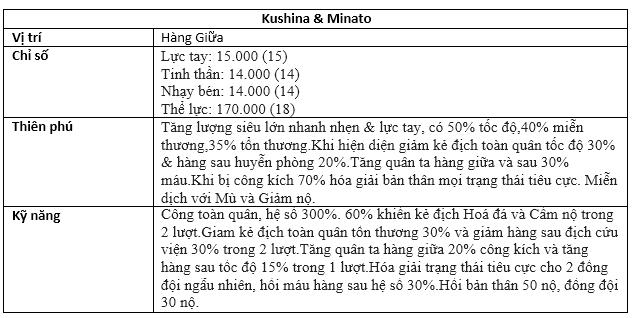 Kushina & Minato
Vị trí
Hàng Giữa
Chỉ số
Lực tay: 15.000 (15)
Tinh thần: 14.000 (14)
Nhạy bén: 14.000 (14)
Thể lực: 170.000 (18)
Thiên phú
Tăng lượng siêu lớn nhanh nhẹn & lực tay, có 50% tốc độ,40% miễn
thương,35% tổn thương.Khi hiện diện giảm kẻ địch toàn quân tốc độ 30%
& hàng sau huyễn phòng 20%.Tăng quân ta hàng giữa và sau 30%
máu.Khi bị công kích 70% hóa giải bản thân mọi trạng thái tiêu cực. Miễn
dịch với Mù và Giảm nộ.
Kỹ năng
Công toàn quân, hệ số 300%. 60% khiến kẻ địch Hoá đá và Câm nộ trong
2 lượt.Giam kẻ địch toàn quân tổn thương 30% và giảm hàng sau địch cứu
viện 30% trong 2 lượt.Tăng quân ta hàng giữa 20% công kích và tăng
hàng sau tốc độ 15% trong 1 lượt.Hóa giải trạng thái tiêu cực cho 2 đồng
đội ngẫu nhiên, hồi máu hàng sau hệ số 30%.Hồi bản thân 50 nộ, đồng đội
30 nộ.